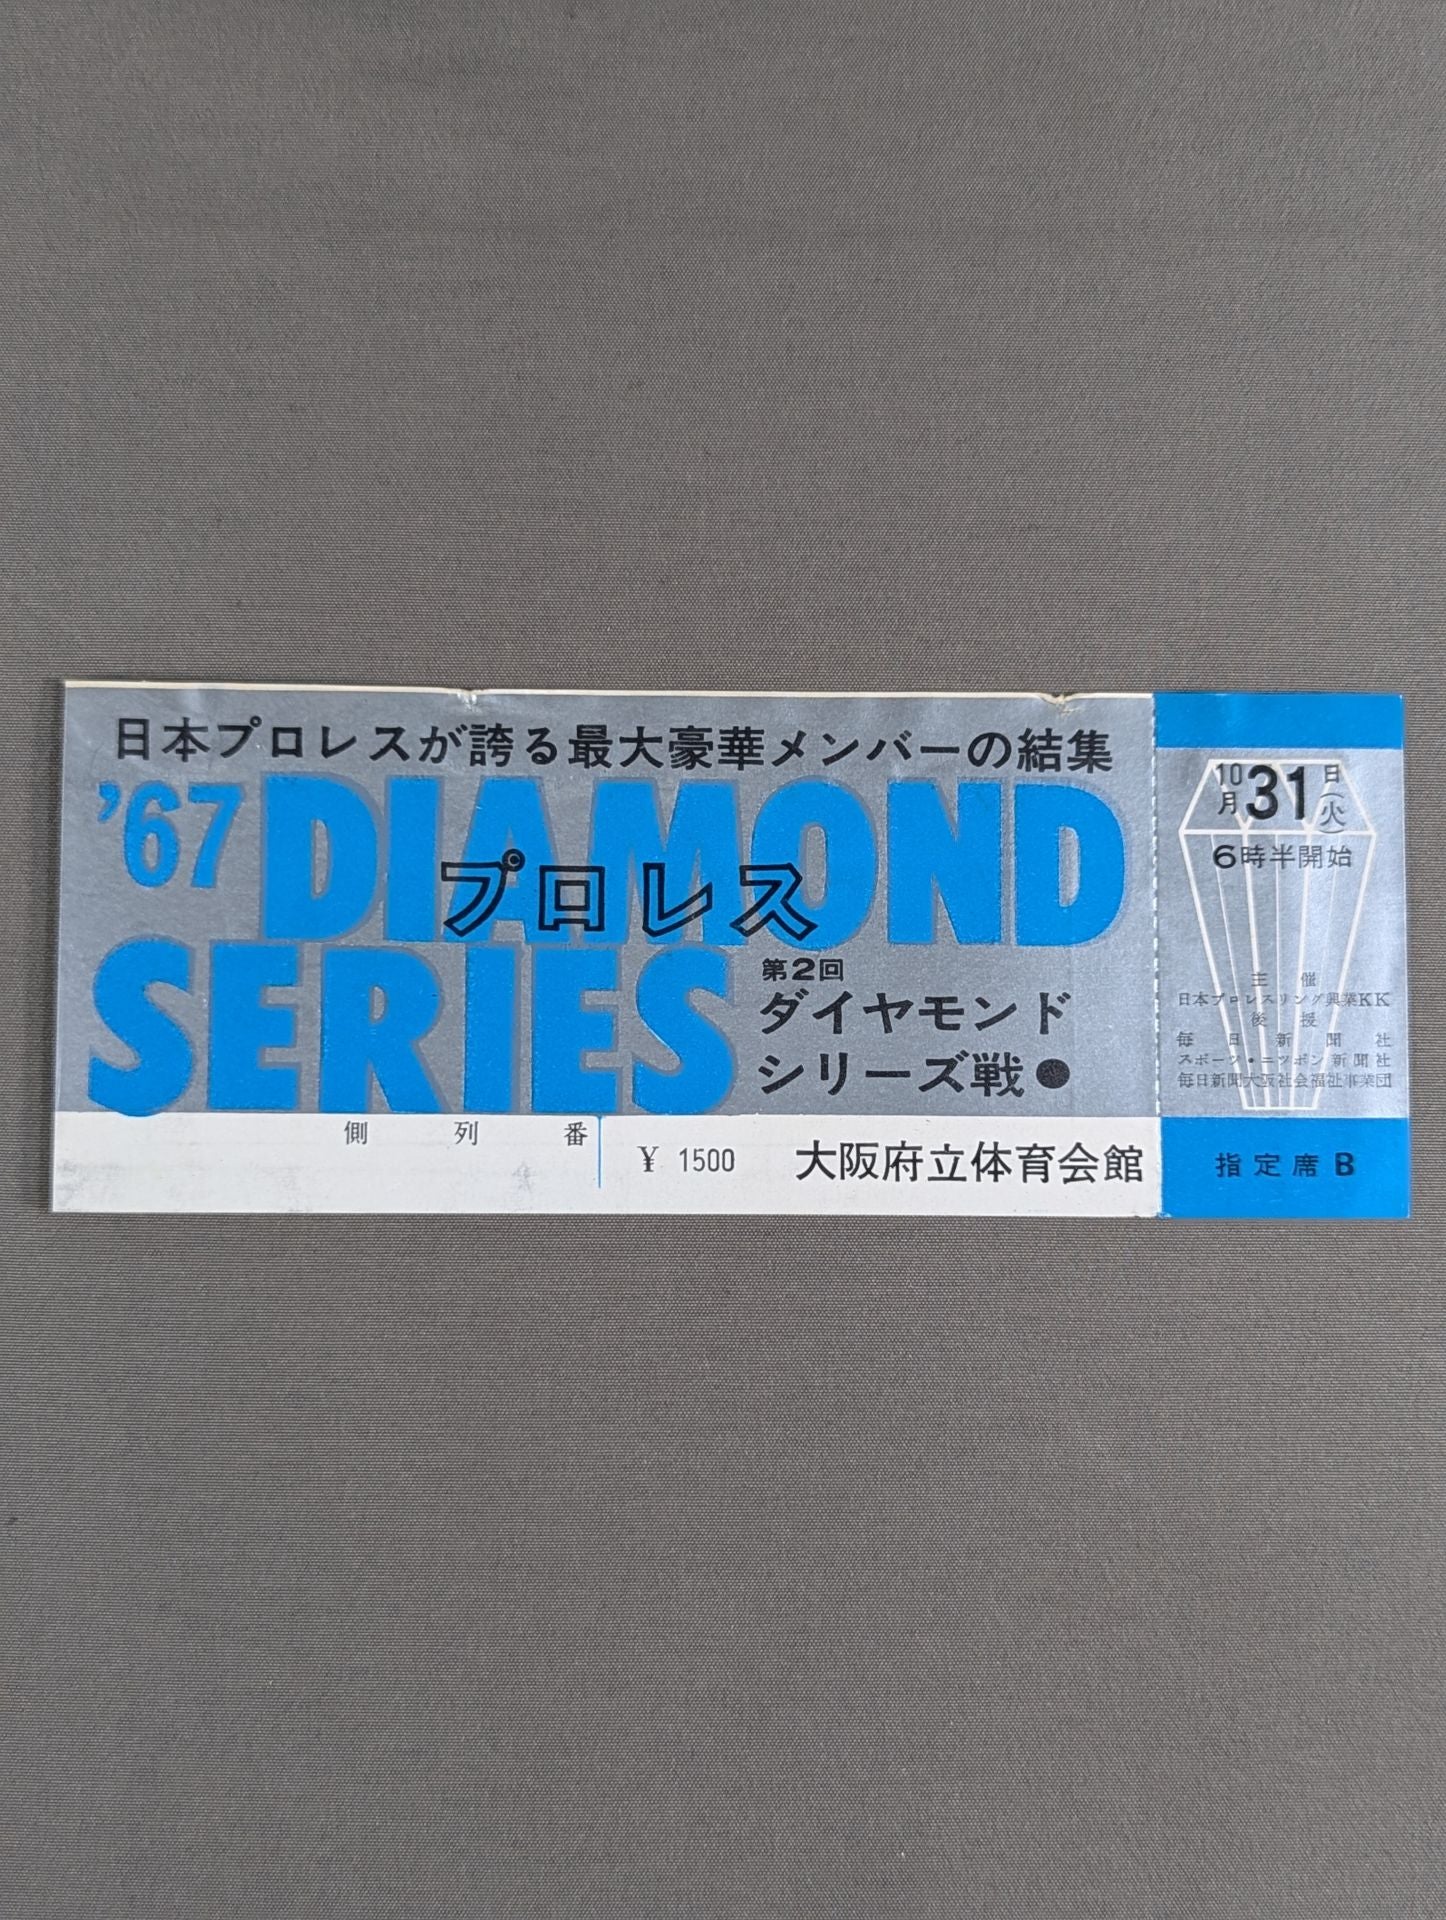 日本プロレスが誇る最大豪華メンバーの結集
'67 DIAMOND
プロレス
SERIES
第2回
ダイヤモンド
シリーズ戦●
側 列 番
¥ 1500
大阪府立体育会館
10月31日(火)
6時半開始
主催
日本プロレスリング興業KK
後援
毎日新聞社
スポーツ・ニッポン新聞社
毎日新聞大阪社会福祉事業団
指定席B